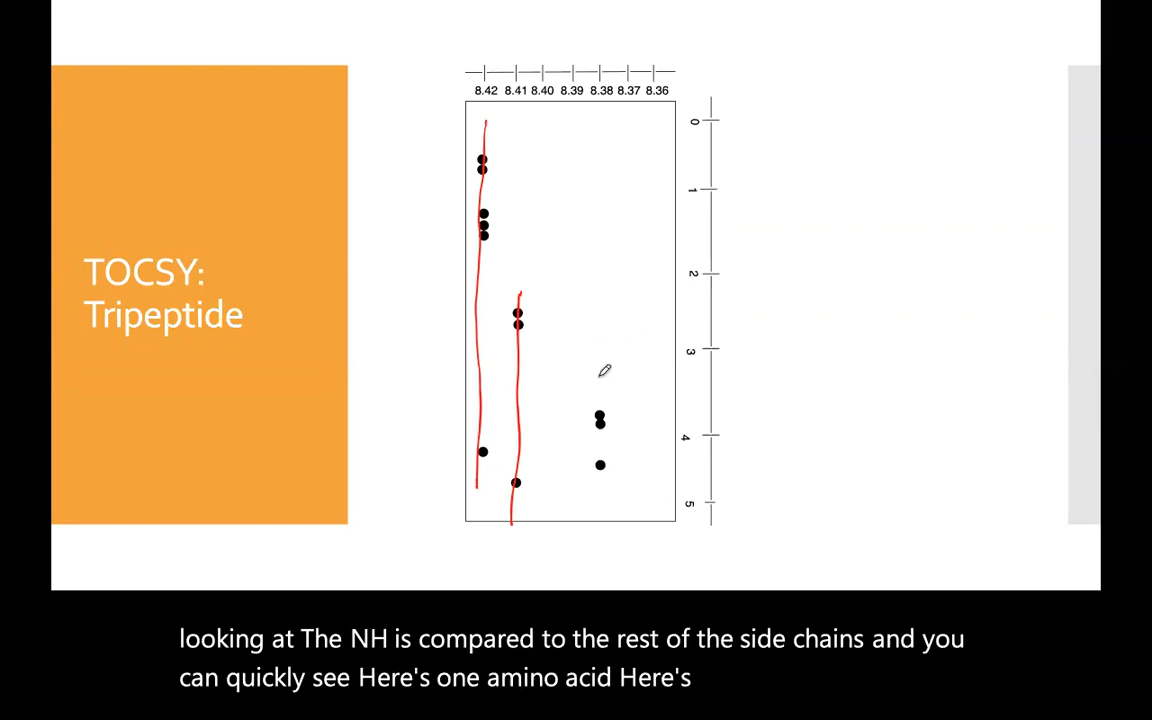 8.42 8.41 8.40 8.39 8.38 8.37 8.36
0
1
2
3
4
5
TOCSY:
Tripeptide
looking at The NH is compared to the rest of the side chains and you
can quickly see Here's one amino acid Here's